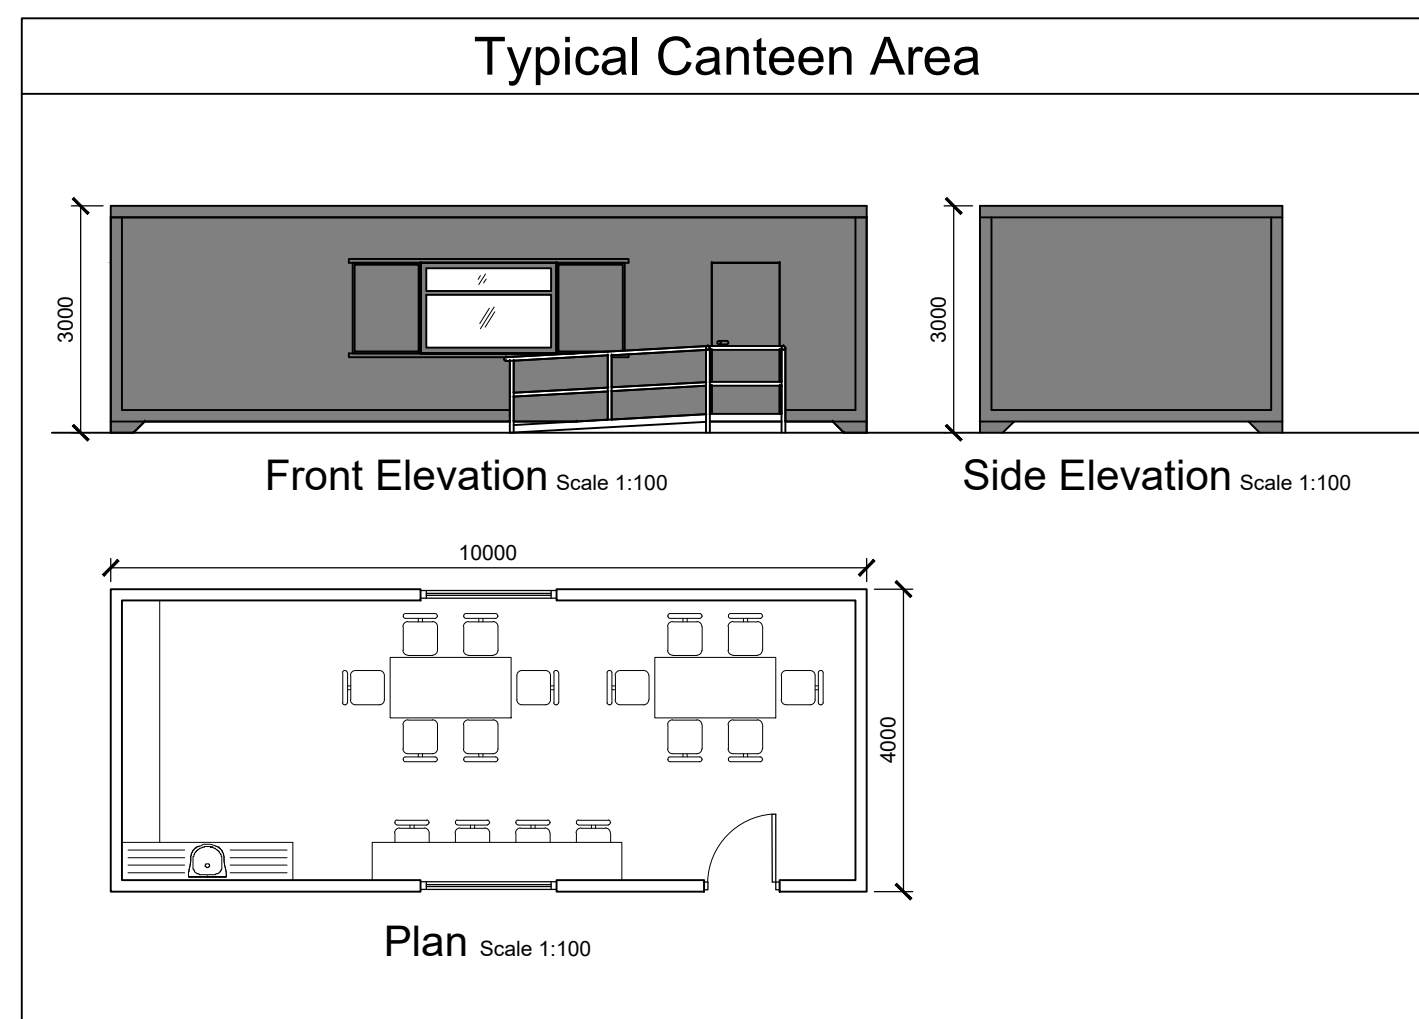 Typical Canteen Area
3000
3000
Front Elevation Scale 1:100
Side Elevation Scale 1:100
10000
4000
Plan Scale 1:100